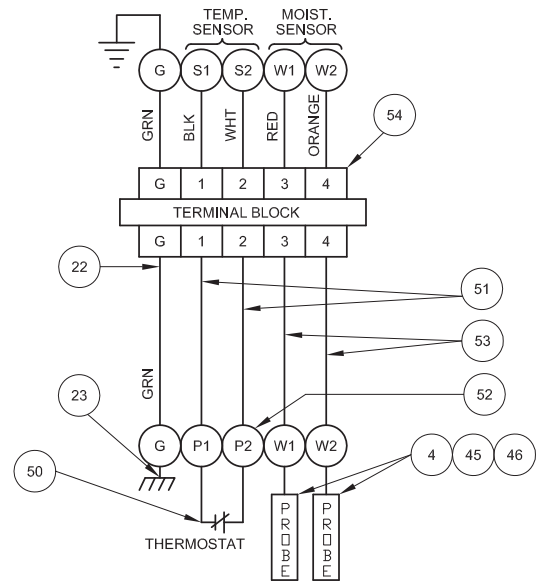 TEMP. SENSOR
MOIST. SENSOR
G S1 S2 W1 W2
GRN BLK WHT RED ORANGE
54
G 1 2 3 4
TERMINAL BLOCK
G 1 2 3 4
22
51
53
GRN
23
52
G P1 P2 W1 W2
50
4 45 46
THERMOSTAT
PROBE PROBE